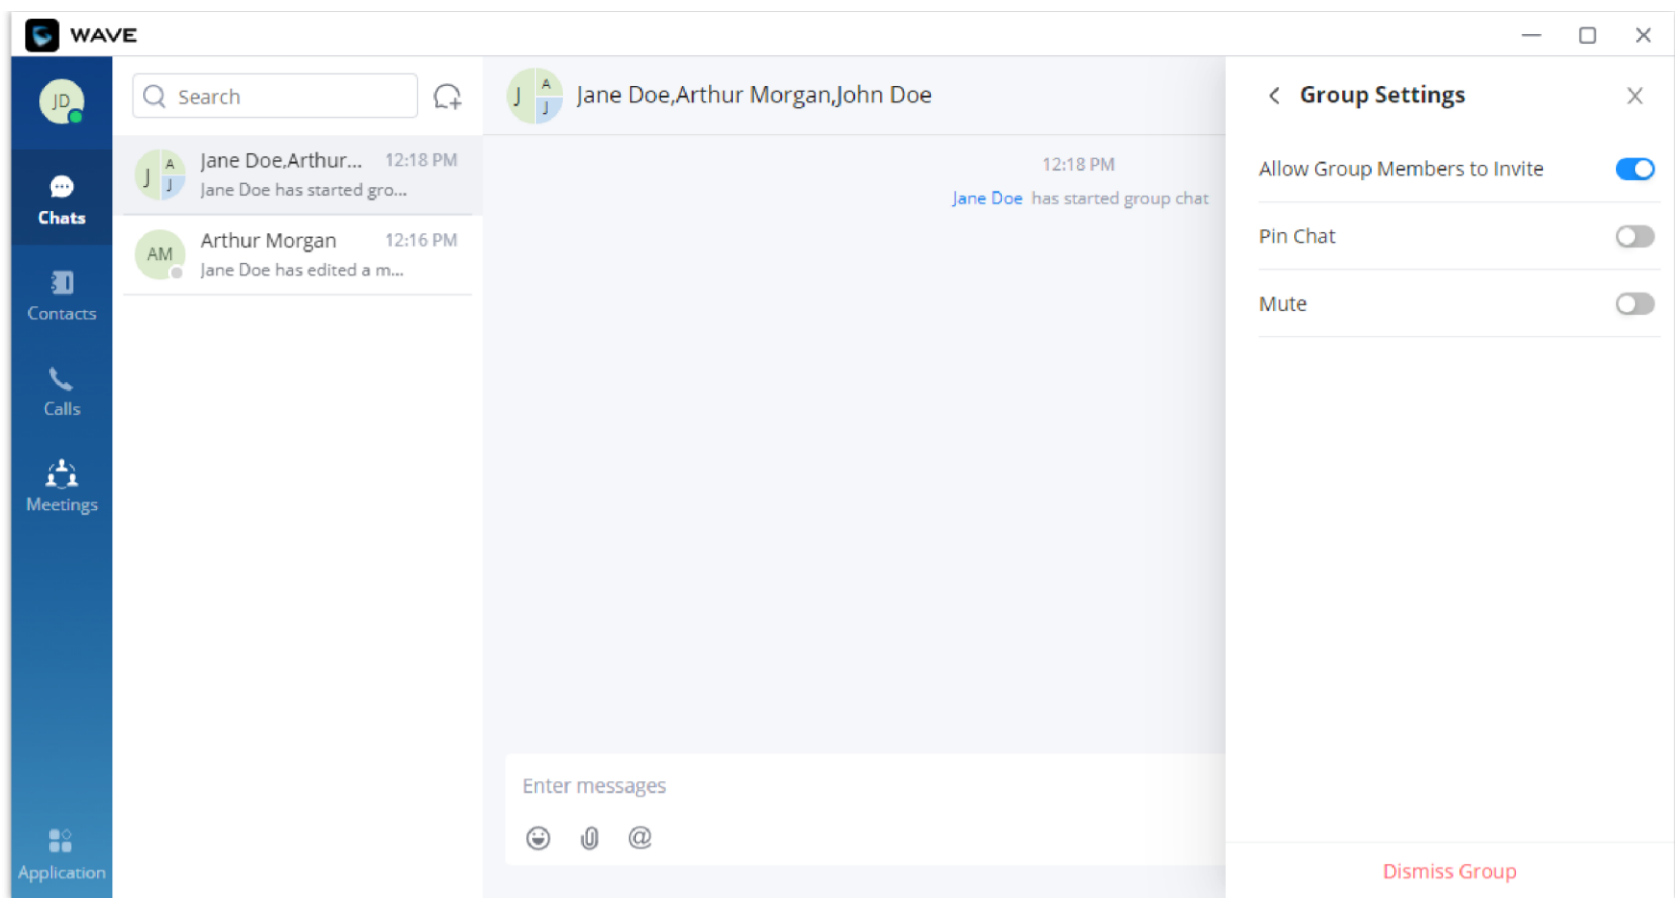 WAVE
JD
Chats
Contacts
Calls
Meetings
Application
Search
J A J
Jane Doe,Arthur... 12:18 PM
Jane Doe has started gro...
AM
Arthur Morgan 12:16 PM
Jane Doe has edited a m...
J A J
Jane Doe,Arthur Morgan,John Doe
12:18 PM
Jane Doe has started group chat
Enter messages
@
Group Settings
Allow Group Members to Invite
Pin Chat
Mute
Dismiss Group